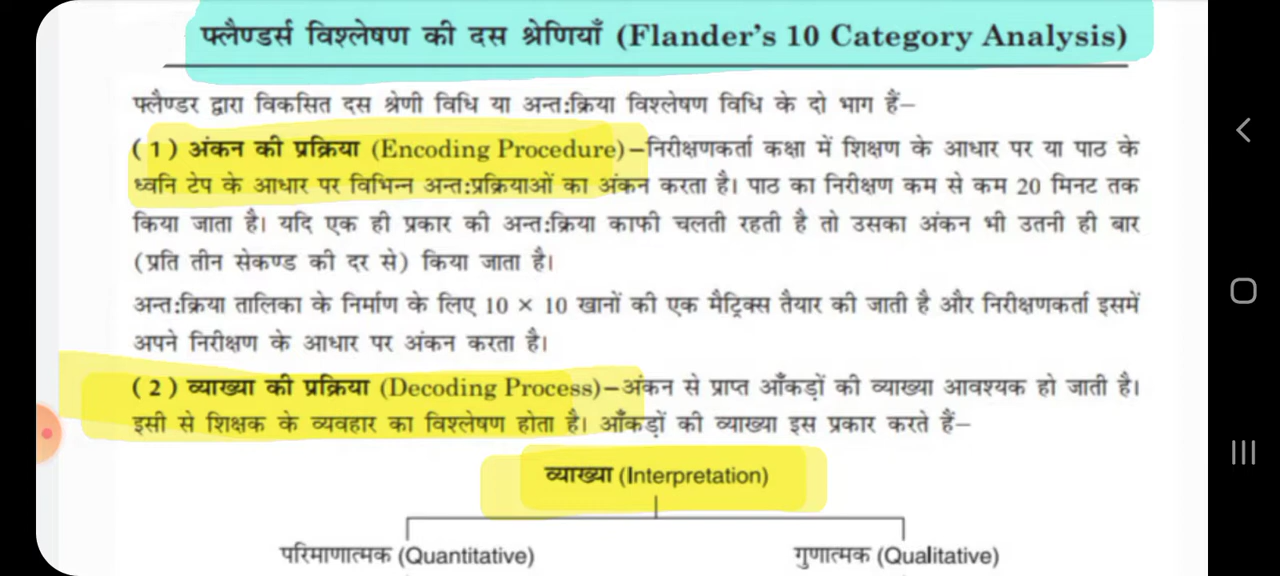 फ्लैण्डर्स विश्लेषण की दस श्रेणियाँ (Flander's 10 Category Analysis)
फ्लैण्डर द्वारा विकसित दस श्रेणी विधि या अन्त:क्रिया विश्लेषण विधि के दो भाग हैं–
(1) अंकन की प्रक्रिया (Encoding Procedure)–निरीक्षणकर्ता कक्षा में शिक्षण के आधार पर या पाठ के
ध्वनि टेप के आधार पर विभिन्न अन्त:प्रक्रियाओं का अंकन करता है। पाठ का निरीक्षण कम से कम 20 मिनट तक
किया जाता है। यदि एक ही प्रकार की अन्त:क्रिया काफी चलती रहती है तो उसका अंकन भी उतनी ही बार
(प्रति तीन सेकण्ड की दर से) किया जाता है।
अन्त:क्रिया तालिका के निर्माण के लिए 10 × 10 खानों की एक मैट्रिक्स तैयार की जाती है और निरीक्षणकर्ता इसमें
अपने निरीक्षण के आधार पर अंकन करता है।
(2) व्याख्या की प्रक्रिया (Decoding Process)–अंकन से प्राप्त आँकड़ों की व्याख्या आवश्यक हो जाती है।
इसी से शिक्षक के व्यवहार का विश्लेषण होता है। आँकड़ों की व्याख्या इस प्रकार करते हैं–
व्याख्या (Interpretation)
परिमाणात्मक (Quantitative) गुणात्मक (Qualitative)